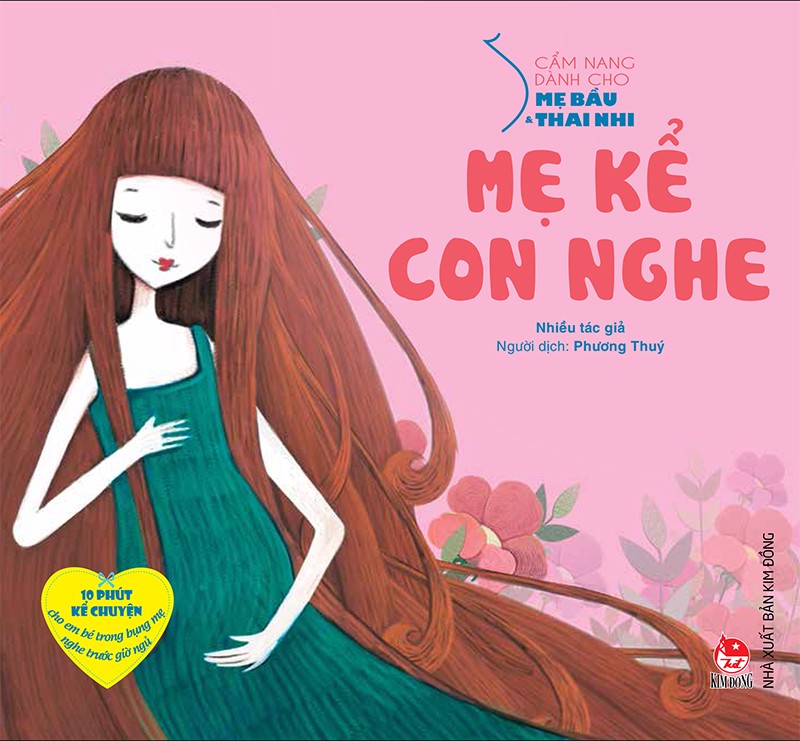 CẨM NANG
DÀNH CHO
MẸ BẦU
& THAI NHI
MẸ KỂ
CON NGHE
Nhiều tác giả
Người dịch: Phương Thuý
10 PHÚT
KỂ CHUYỆN
cho em bé trong bụng mẹ
nghe trước giờ ngủ
KIM ĐỒNG
NHÀ XUẤT BẢN KIM ĐỒNG